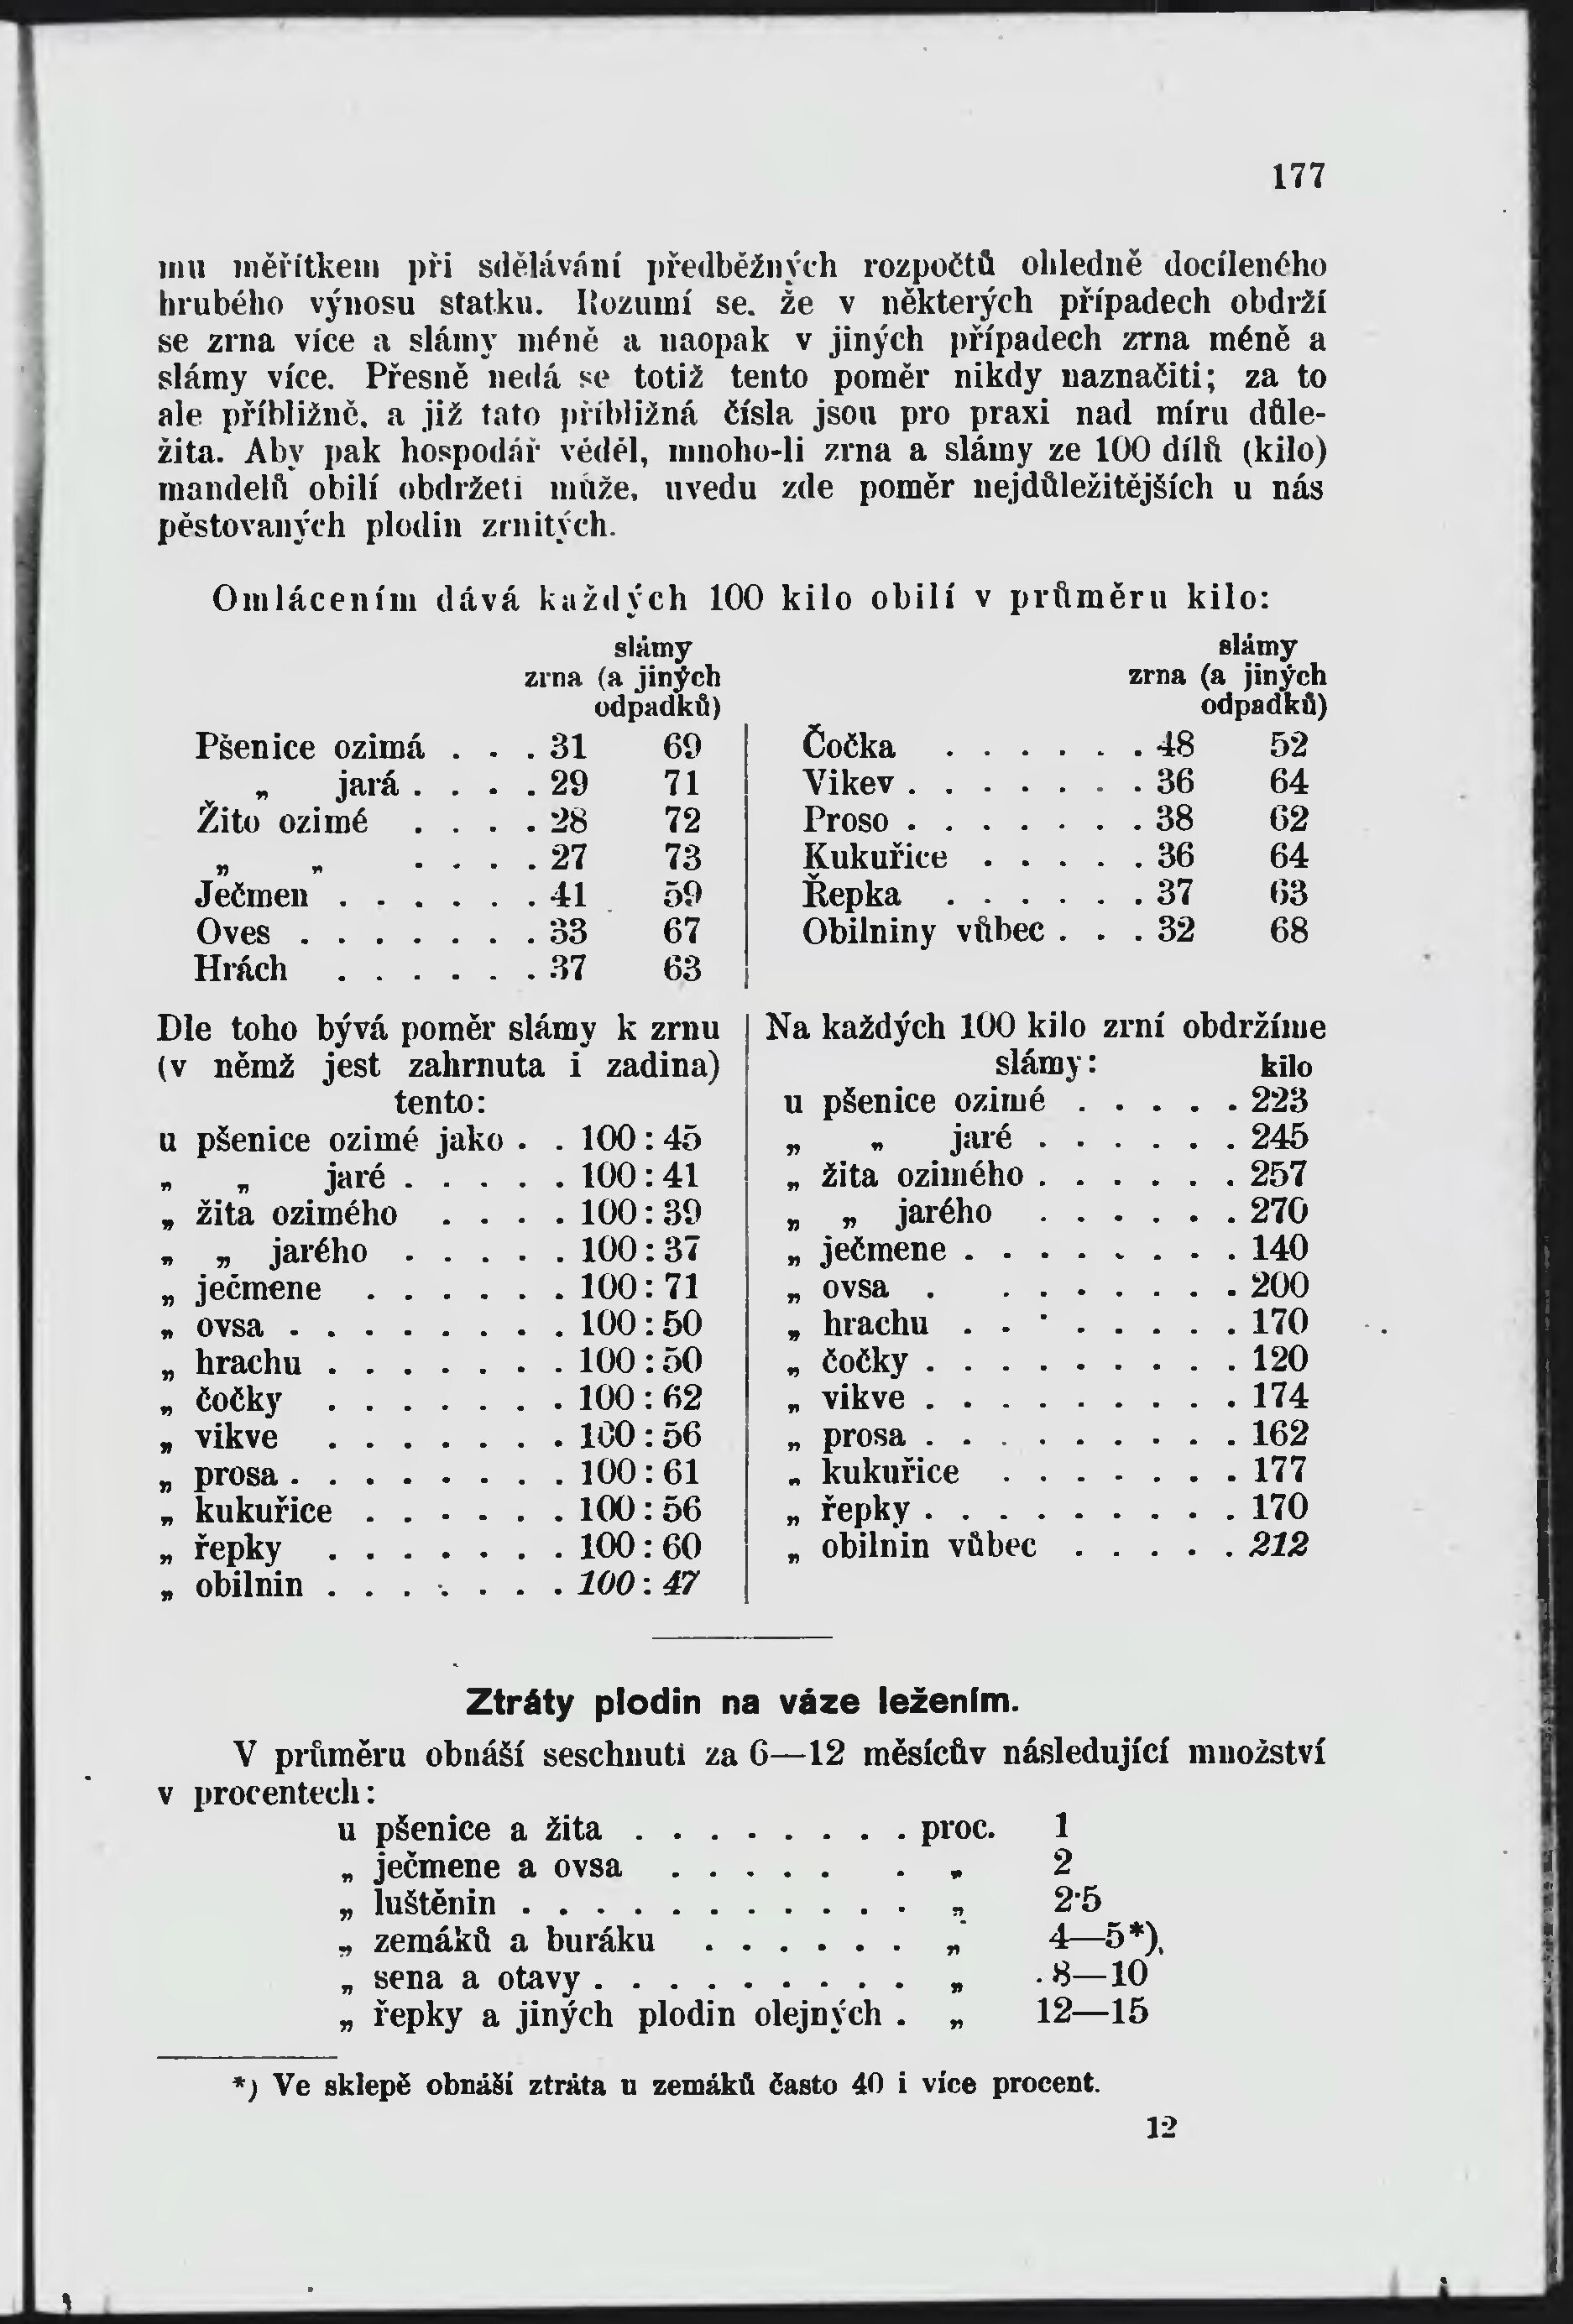 177
mu měřítkem při sdělávání předběžných rozpočtů ohledně docíleného
hrubého výnosu statku. Rozumí se, že v některých případech obdrží
se zrna více a slámy méně a naopak v jiných případech zrna méně a
slámy více. Přesně nedá se totiž tento poměr nikdy naznačiti; za to
ale příbližně, a již tato příbližná čísla jsou pro praxi nad míru důle-
žita. Aby pak hospodář věděl, mnoho-li zrna a slámy ze 100 dílů (kilo)
mandelů obilí obdržeti může, uvedu zde poměr nejdůležitějších u nás
pěstovaných plodin zrnitých.
Omlácením dává každých 100 kilo obilí v průměru kilo:
slámy
zrna (a jiných
odpadků)
Pšenice ozimá . . . 31 69
„ jará . . . . 29 71
Žito ozimé . . . . 28 72
„ „ . . . . 27 73
Ječmen . . . . . . 41 59
Oves . . . . . . . 33 67
Hrách . . . . . . 37 63
slámy
zrna (a jiných
odpadků)
Čočka . . . . . . 48 52
Vikev . . . . . . . 36 64
Proso . . . . . . . 38 62
Kukuřice . . . . . 36 64
Řepka . . . . . . 37 63
Obilniny vůbec . . . 32 68
Dle toho bývá poměr slámy k zrnu
(v němž jest zahrnuta i zadina)
tento:
u pšenice ozimé jako . . 100 : 45
„ „ jaré . . . . . 100 : 41
„ žita ozimého . . . . 100 : 39
„ „ jarého . . . . . 100 : 37
„ ječmene . . . . . . 100 : 71
„ ovsa . . . . . . . . 100 : 50
„ hrachu . . . . . . . 100 : 50
„ čočky . . . . . . . 100 : 62
„ vikve . . . . . . . 100 : 56
„ prosa . . . . . . . . 100 : 61
„ kukuřice . . . . . . 100 : 56
„ řepky . . . . . . . 100 : 60
„ obilnin . . . . . . . 100 : 47
Na každých 100 kilo zrní obdržíme
slámy: kilo
u pšenice ozimé . . . . . 223
„ „ jaré . . . . . . 245
„ žita ozimého . . . . . . 257
„ „ jarého . . . . . . 270
„ ječmene . . . . . . . . 140
„ ovsa . . . . . . . . 200
„ hrachu . . . . . . . . 170
„ čočky . . . . . . . . . 120
„ vikve . . . . . . . . . 174
„ prosa . . . . . . . . . 162
„ kukuřice . . . . . . . 177
„ řepky . . . . . . . . . 170
„ obilnin vůbec . . . . . 212
Ztráty plodin na váze ležením.
V průměru obnáší seschnutí za 6—12 měsícův následující množství
v procentech:
u pšenice a žita . . . . . . . . proc. 1
„ ječmene a ovsa . . . . . . „ 2
„ luštěnin . . . . . . . . . . . „ 2·5
„ zemáků a buráku . . . . . . „ 4—5*)
„ sena a otavy . . . . . . . . . „ 8—10
„ řepky a jiných plodin olejných . „ 12—15
*) Ve sklepě obnáší ztráta u zemáků často 40 i více procent.
12